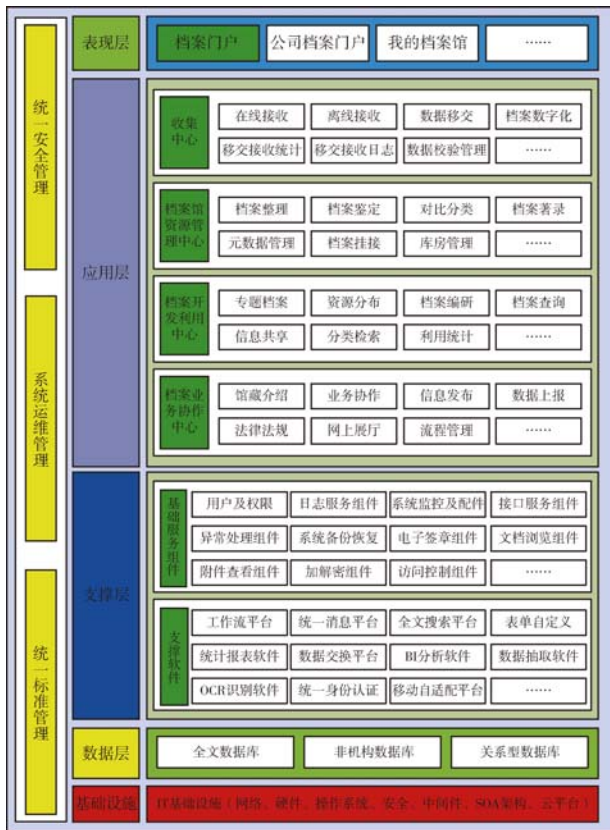 统一安全管理
系统运维管理
统一标准管理
表现层
档案门户
公司档案门户
我的档案馆
……
应用层
收集
中心
在线接收
离线接收
数据移交
档案数字化
移交接收统计
移交接收日志
数据校验管理
……
档案馆
资源管
理中心
档案整理
档案鉴定
对比分类
档案著录
元数据管理
档案挂接
库房管理
……
档案开
发利用
中心
专题档案
资源分布
档案编研
档案查询
信息共享
分类检索
利用统计
……
档案业
务协作
中心
馆藏介绍
业务协作
信息发布
数据上报
法律法规
网上展厅
流程管理
……
支撑层
基础服务组件
用户及权限
日志服务组件
系统监控及配件
接口服务组件
异常处理组件
系统备份恢复
电子签章组件
文档浏览组件
附件查看组件
加解密组件
访问控制组件
……
支撑软件
工作流平台
统一消息平台
全文搜索平台
表单自定义
统计报表软件
数据交换平台
BI分析软件
数据抽取软件
OCR识别软件
统一身份认证
移动自适配平台
……
数据层
全文数据库
非机构数据库
关系型数据库
基础设施
IT基础设施（网络、硬件、操作系统、安全、中间件、SOA架构、云平台）